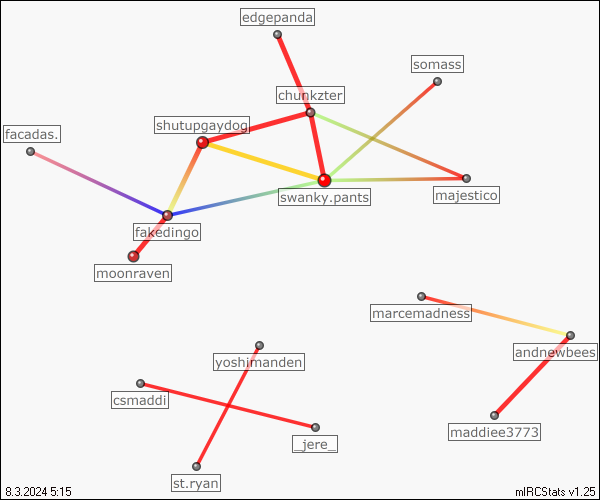 edgepanda
somass
chunkzter
shutupgaydog
facadas.
swanky.pants
majestico
fakedingo
moonraven
marcemadness
andnewbees
yoshimanden
csmaddi
maddiee3773
_jere_
st.ryan
8.3.2024 5:15
mIRCStats v1.25